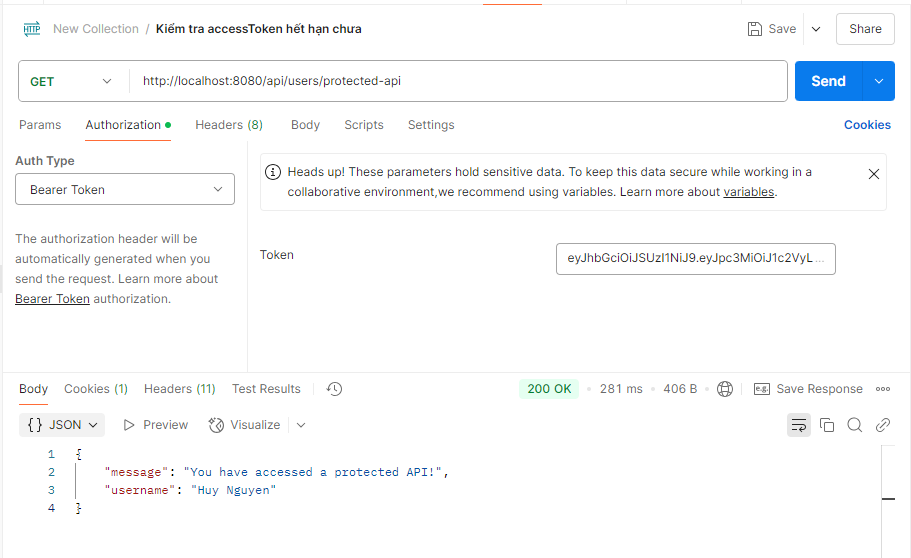 HTTP New Collection / Kiểm tra accessToken hết hạn chưa Save Share
GET http://localhost:8080/api/users/protected-api Send
Params Authorization Headers (8) Body Scripts Settings Cookies
Auth Type
Bearer Token
The authorization header will be
automatically generated when you
send the request. Learn more about
Bearer Token authorization.
Heads up! These parameters hold sensitive data. To keep this data secure while working in a
collaborative environment,we recommend using variables. Learn more about variables.
Token eyJhbGciOiJSUzI1NiJ9.eyJpc3MiOiJ1c2VyL ...
Body Cookies (1) Headers (11) Test Results 200 OK • 281 ms • 406 B • e.g. Save Response
{} JSON Preview Visualize
1 {
2 "message": "You have accessed a protected API!",
3 "username": "Huy Nguyen"
4 }